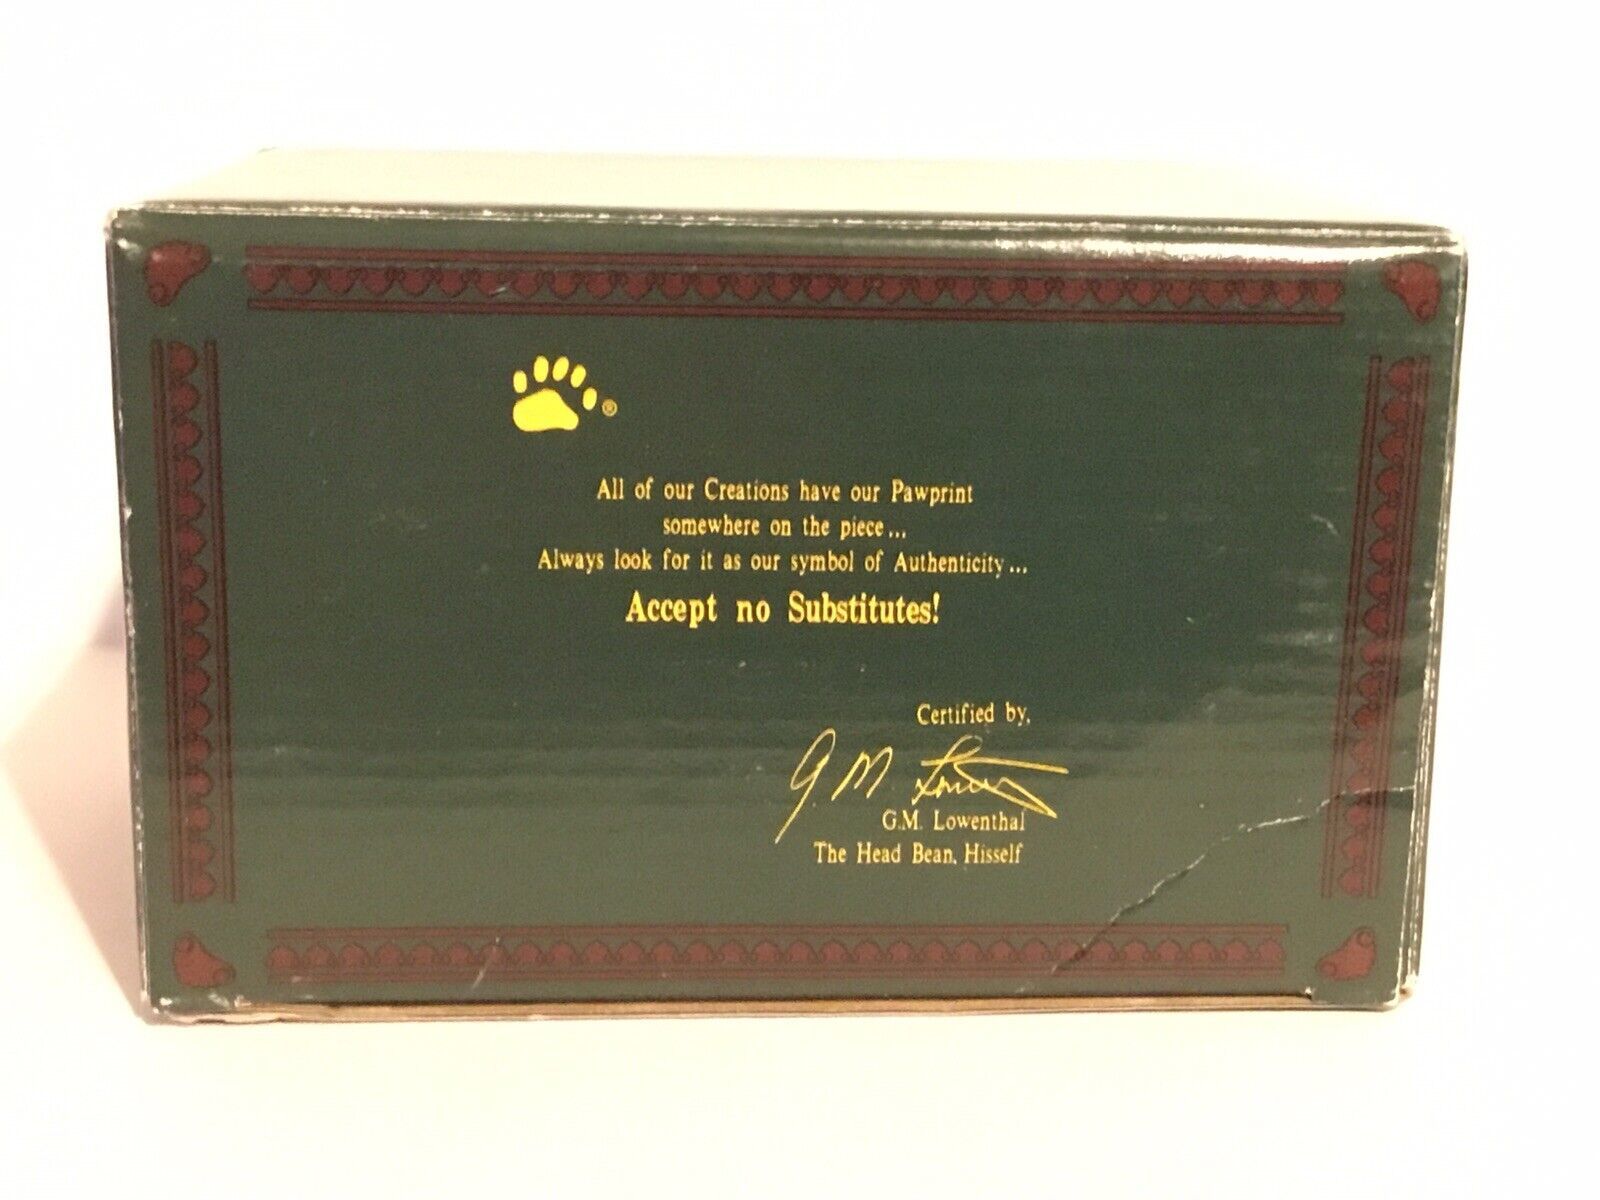 ®
All of our Creations have our Pawprint
somewhere on the piece...
Always look for it as our symbol of Authenticity...
Accept no Substitutes!
Certified by,
G.M. Lowenthal
The Head Bean, Hisself